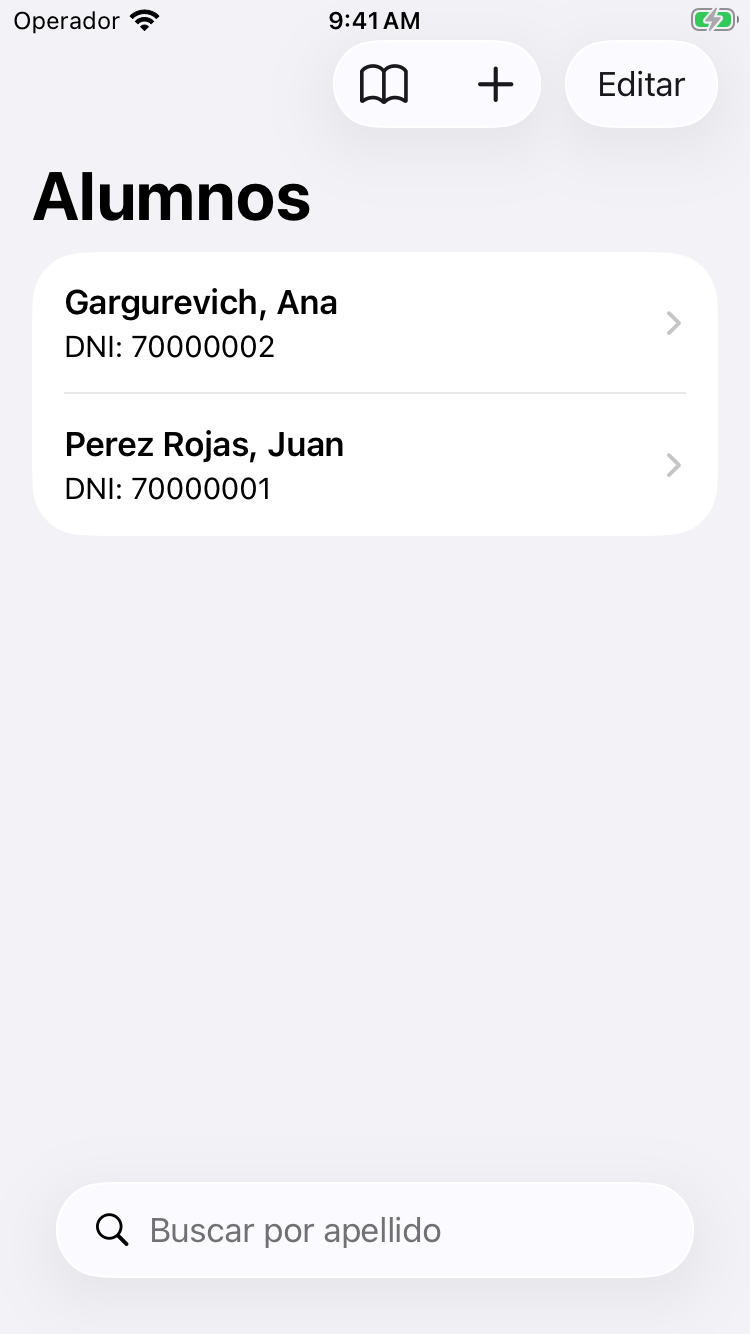 Operador 9:41 AM
Editar
Alumnos
Gargurevich, Ana
DNI: 70000002
Perez Rojas, Juan
DNI: 70000001
Buscar por apellido